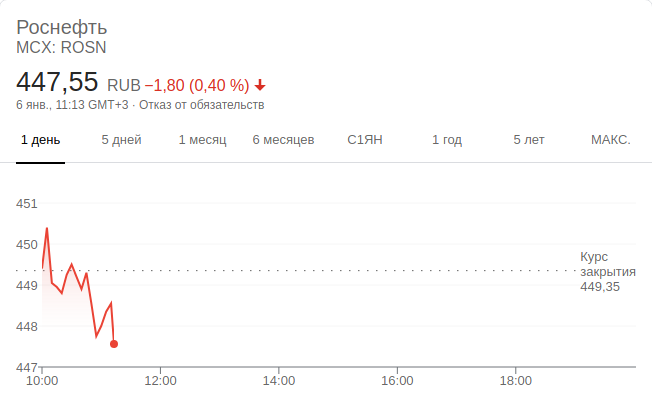 Роснефть
MCX: ROSN
447,55 RUB −1,80 (0,40 %)
6 янв., 11:13 GMT+3 · Отказ от обязательств
1 день 5 дней 1 месяц 6 месяцев С1ЯН 1 год 5 лет МАКС.
451
450
Курс
закрытия
449,35
449
448
447
10:00 12:00 14:00 16:00 18:00